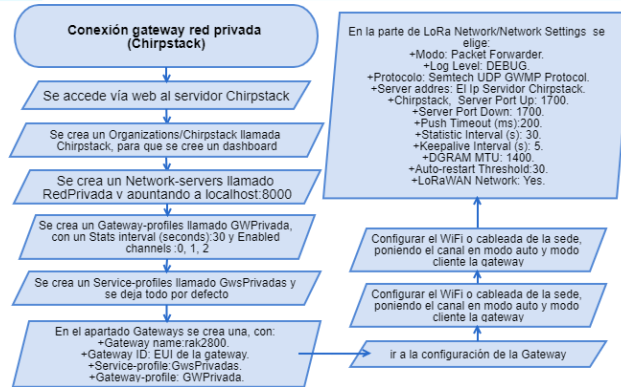 Conexión gateway red privada
(Chirpstack)
Se accede vía web al servidor Chirpstack
Se crea un Organizations/Chirpstack llamada
Chirpstack, para que se cree un dashboard
Se crea un Network-servers llamado
RedPrivada y apuntando a localhost:8000
Se crea un Gateway-profiles llamado GWPrivada,
con un Stats interval (seconds):30 y Enabled
channels :0, 1, 2
Se crea un Service-profiles llamado GwsPrivadas y
se deja todo por defecto
En el apartado Gateways se crea una, con:
+Gateway name:rak2800.
+Gateway ID: EUI de la gateway.
+Service-profile:GwsPrivadas.
+Gateway-profile: GWPrivada.
ir a la configuración de la Gateway
Configurar el WiFi o cableada de la sede,
poniendo el canal en modo auto y modo
cliente la gateway
Configurar el WiFi o cableada de la sede,
poniendo el canal en modo auto y modo
cliente la gateway
En la parte de LoRa Network/Network Settings se
elige:
+Modo: Packet Forwarder.
+Log Level: DEBUG.
+Protocolo: Semtech UDP GWMP Protocol.
+Server addres: El Ip Servidor Chirpstack.
+Chirpstack, Server Port Up: 1700.
+Server Port Down: 1700.
+Push Timeout (ms):200.
+Statistic Interval (s): 30.
+Keepalive Interval (s): 5.
+DGRAM MTU: 1400.
+Auto-restart Threshold:30.
+LoRaWAN Network: Yes.